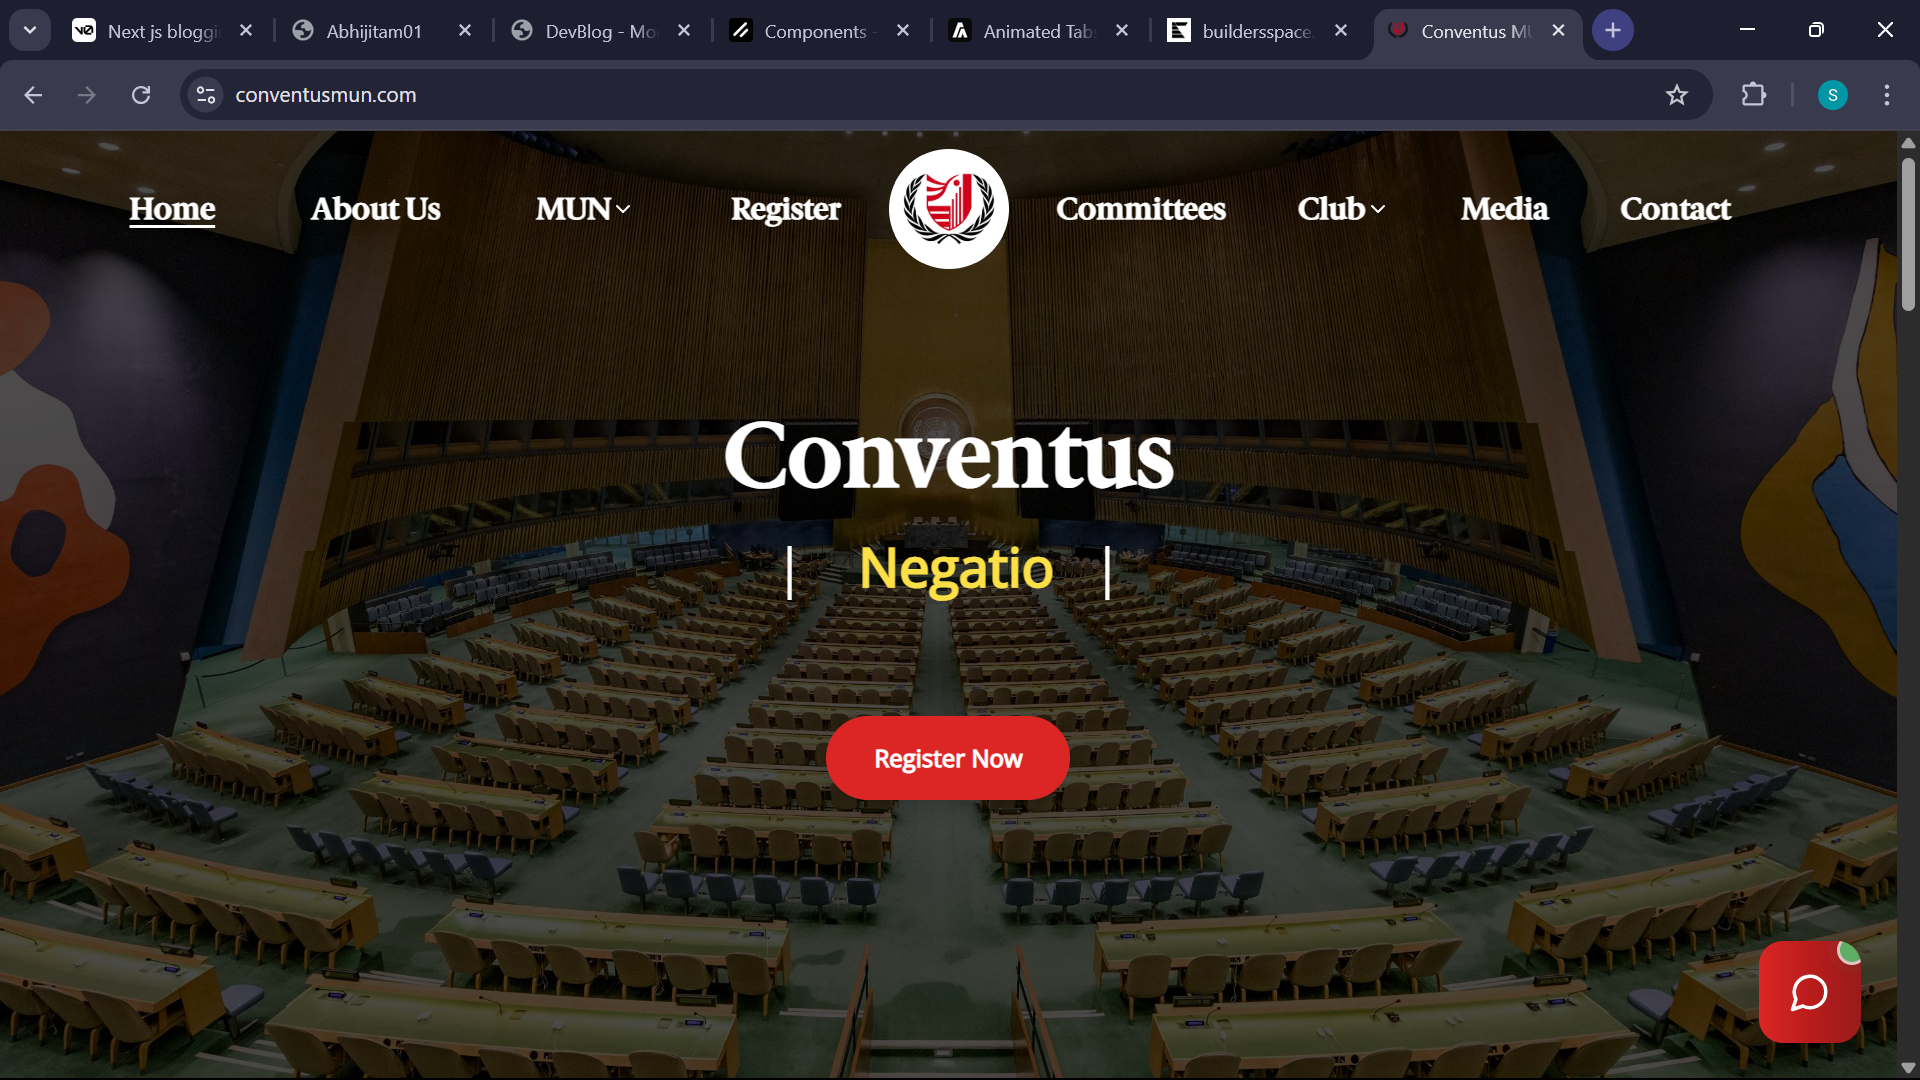 Next js bloggi
Abhijitam01
DevBlog - Mo
Components -
Animated Tab
buildersspace.
Conventus MU
conventusmun.com
S
Home
About Us
MUN
Register
Committees
Club
Media
Contact
Conventus
| Negatio |
Register Now